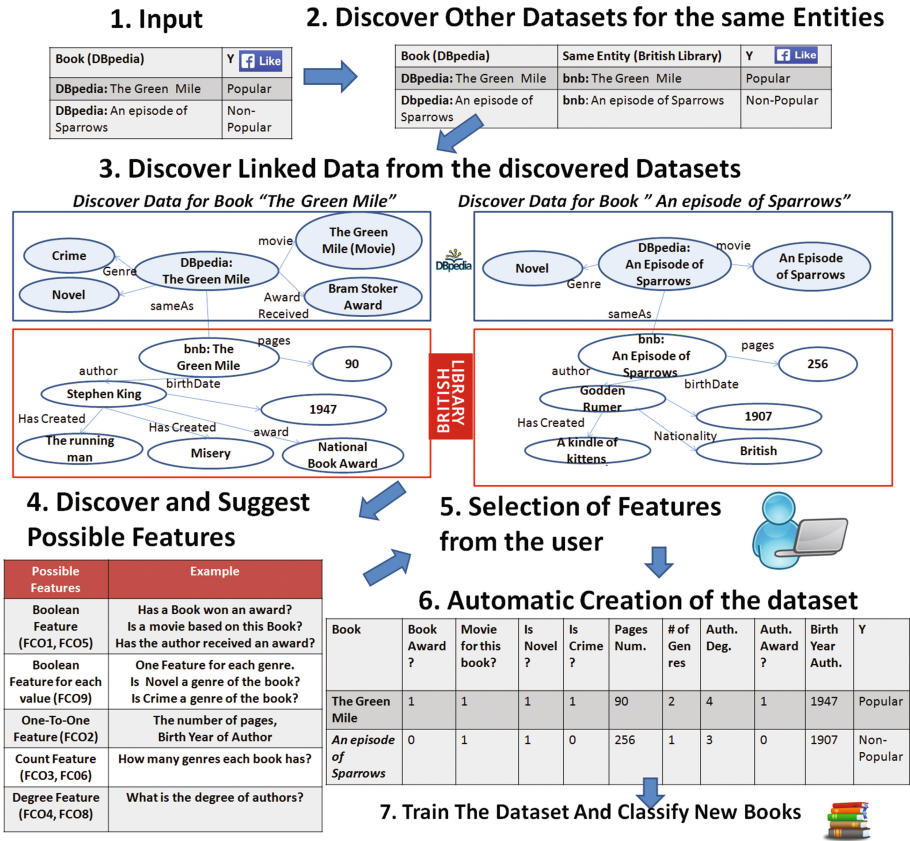 1. Input
2. Discover Other Datasets for the same Entities
Book (DBpedia) Y f Like
DBpedia: The Green Mile Popular
DBpedia: An episode of Non-
Sparrows Popular
Book (DBpedia) Same Entity (British Library) Y f Like
DBpedia: The Green Mile bnb: The Green Mile Popular
Dbpedia: An episode of bnb: An episode of Sparrows Non-Popular
Sparrows
3. Discover Linked Data from the discovered Datasets
Discover Data for Book “The Green Mile”
Discover Data for Book ” An episode of Sparrows”
Crime
Novel
Genre
DBpedia:
The Green Mile
movie
The Green
Mile (Movie)
Award
Received
Bram Stoker
Award
sameAs
DBpedia
Novel
Genre
DBpedia:
An Episode of
Sparrows
movie
An Episode
of Sparrows
sameAs
bnb: The
Green Mile
pages
90
author
birthDate
Stephen King
1947
Has Created
The running
man
Has Created
Misery
award
National
Book Award
BRITISH
LIBRARY
bnb:
An Episode of
Sparrows
pages
256
author
birthDate
Godden
Rumer
1907
Has Created
A kindle of
kittens
Nationality
British
4. Discover and Suggest
Possible Features
5. Selection of Features
from the user
Possible Example
Features
Boolean Has a Book won an award?
Feature Is a movie based on this Book?
(FCO1, FCO5) Has the author received an award?
Boolean One Feature for each genre.
Feature for each Is Novel a genre of the book?
value (FCO9) Is Crime a genre of the book?
One-To-One The number of pages,
Feature (FCO2) Birth Year of Author
Count Feature How many genres each book has?
(FCO3, FC06)
Degree Feature What is the degree of authors?
(FCO4, FCO8)
6. Automatic Creation of the dataset
Book Book Movie Is Is Pages # of Auth. Auth. Birth Y
Award for this Novel Crime Num. Gen Deg. Award Year
? book? ? ? res ? Auth.
The Green 1 1 1 1 90 2 4 1 1947 Popular
Mile
An episode 0 1 1 0 256 1 3 0 1907 Non-
of Popular
Sparrows
7. Train The Dataset And Classify New Books